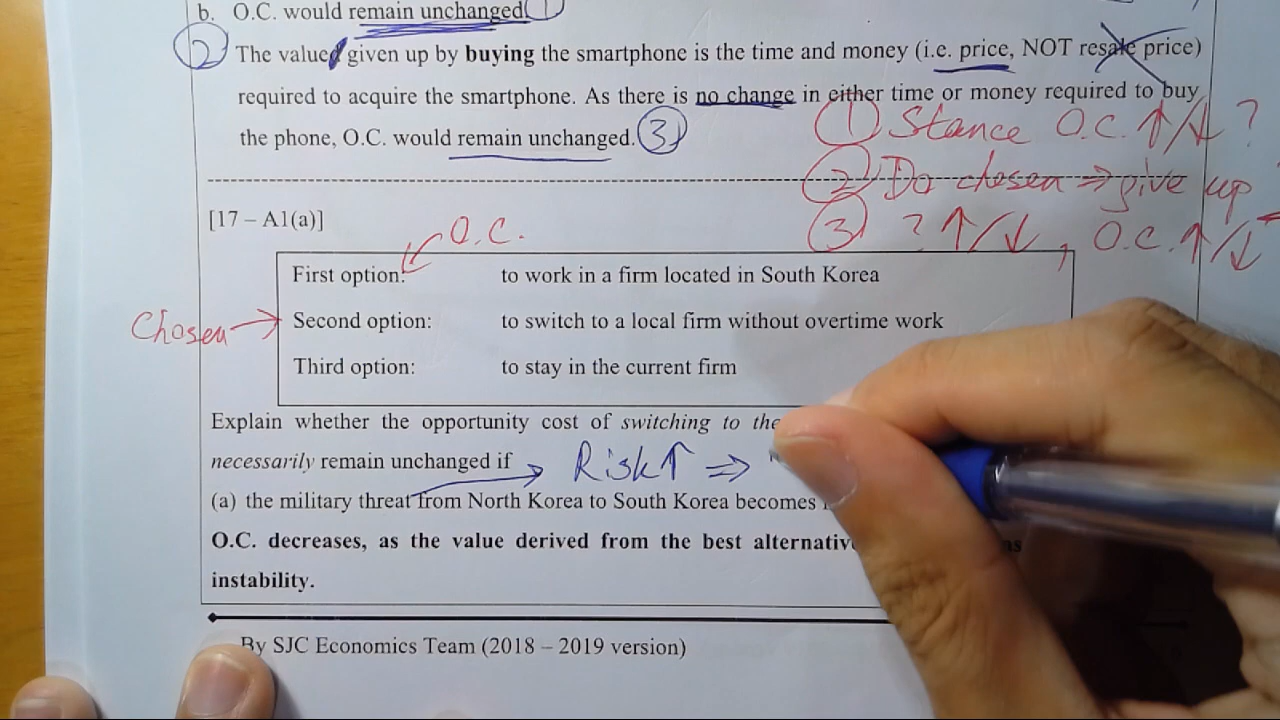 b. O.C. would remain unchanged. ①
② The value given up by buying the smartphone is the time and money (i.e. price, NOT resale price)
required to acquire the smartphone. As there is no change in either time or money required to buy
the phone, O.C. would remain unchanged. ③
① Stance O.C. ↑/↓ ?
② Do chosen ⇒ give up
③ ? ↑/↓, O.C. ↑/↓
[17 – A1(a)]
O.C.
First option: to work in a firm located in South Korea
Chosen → Second option: to switch to a local firm without overtime work
Third option: to stay in the current firm
Explain whether the opportunity cost of switching to the
necessarily remain unchanged if
→ Risk↑ ⇒
(a) the military threat from North Korea to South Korea becomes
O.C. decreases, as the value derived from the best
instability.
By SJC Economics Team (2018 – 2019 version)